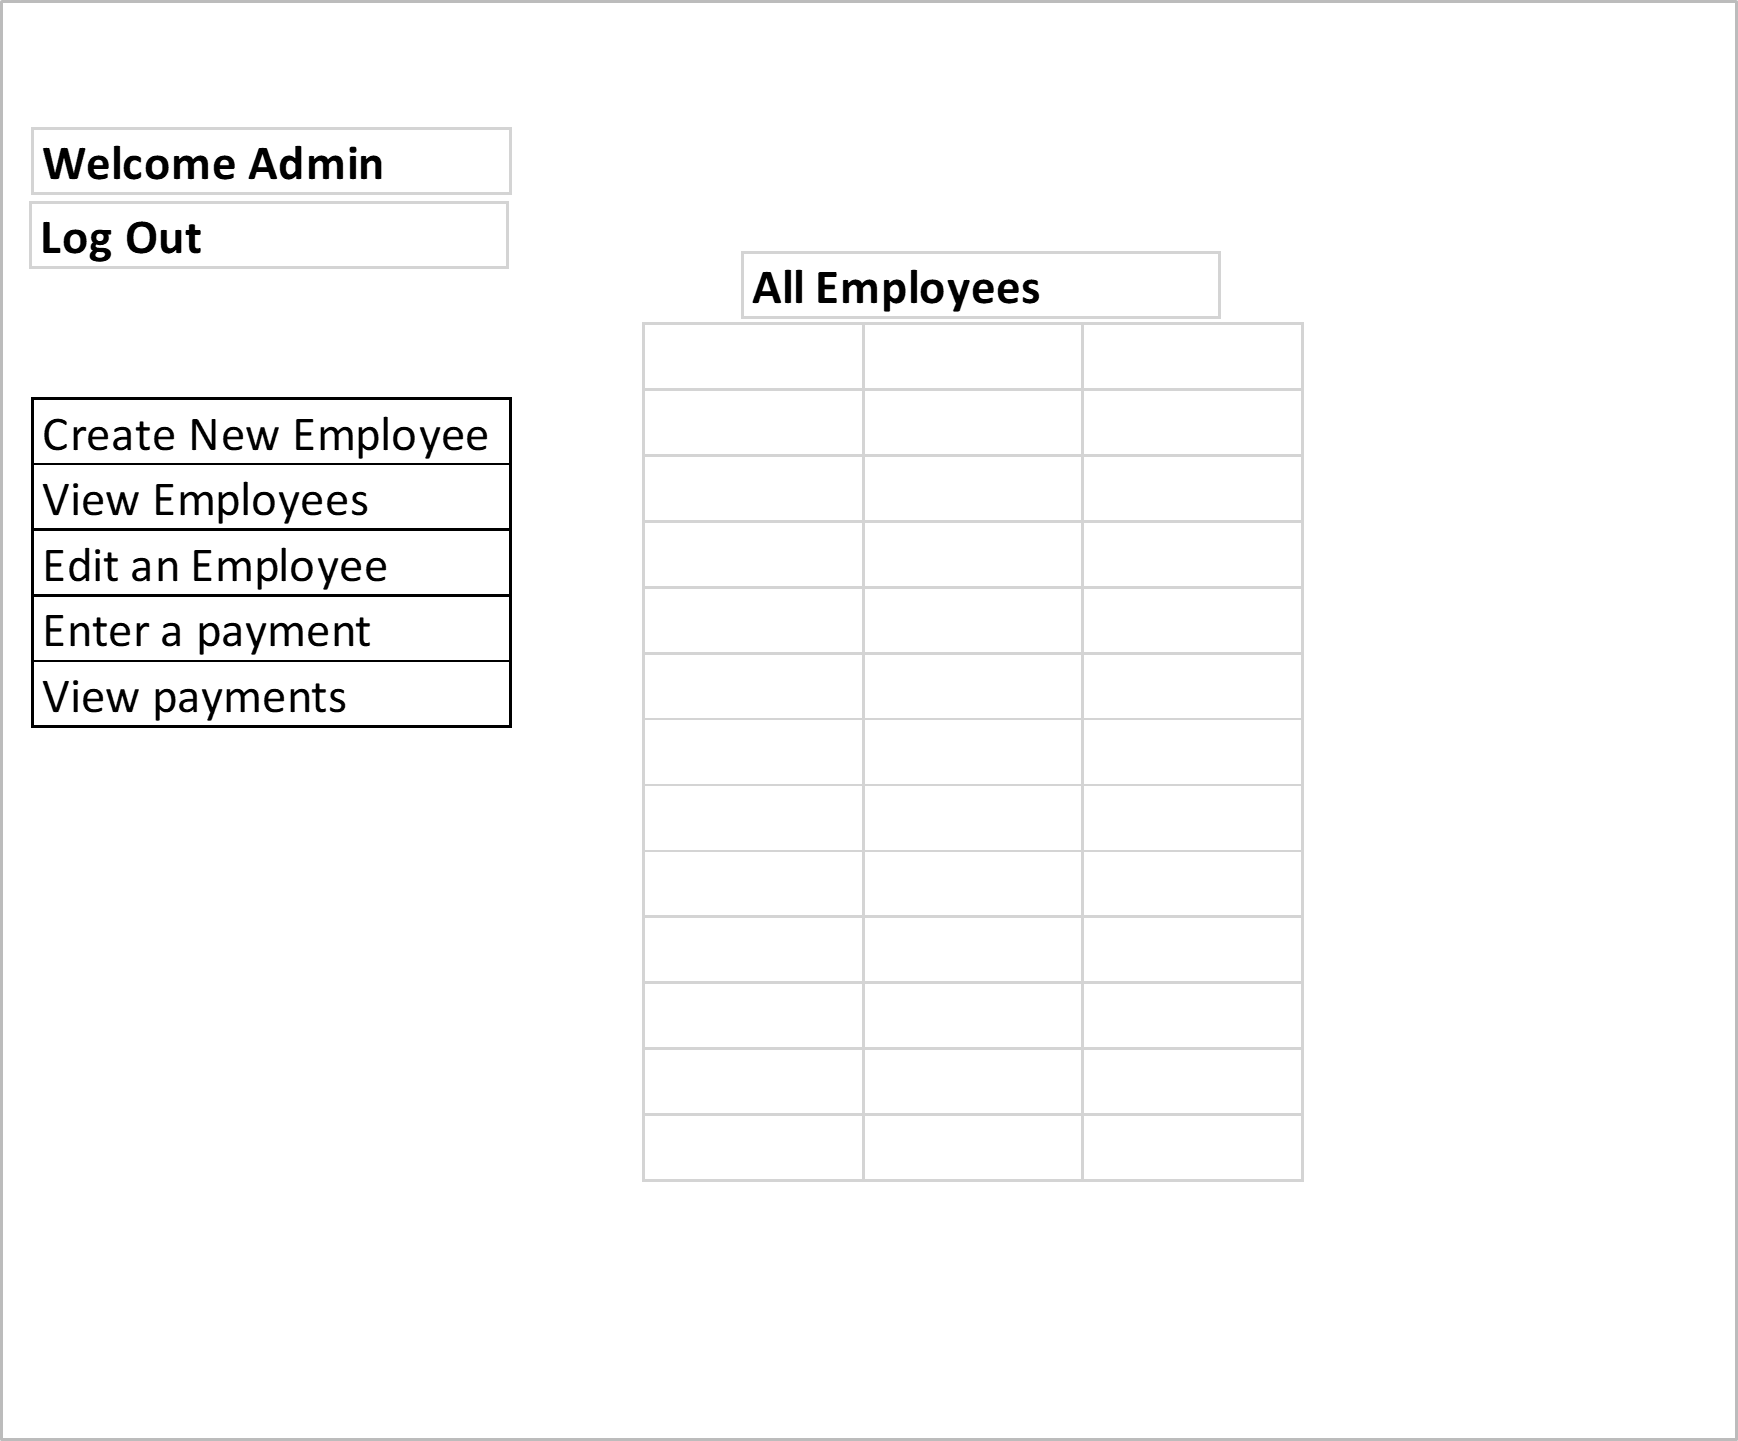 Welcome Admin
Log Out
All Employees
Create New Employee
View Employees
Edit an Employee
Enter a payment
View payments